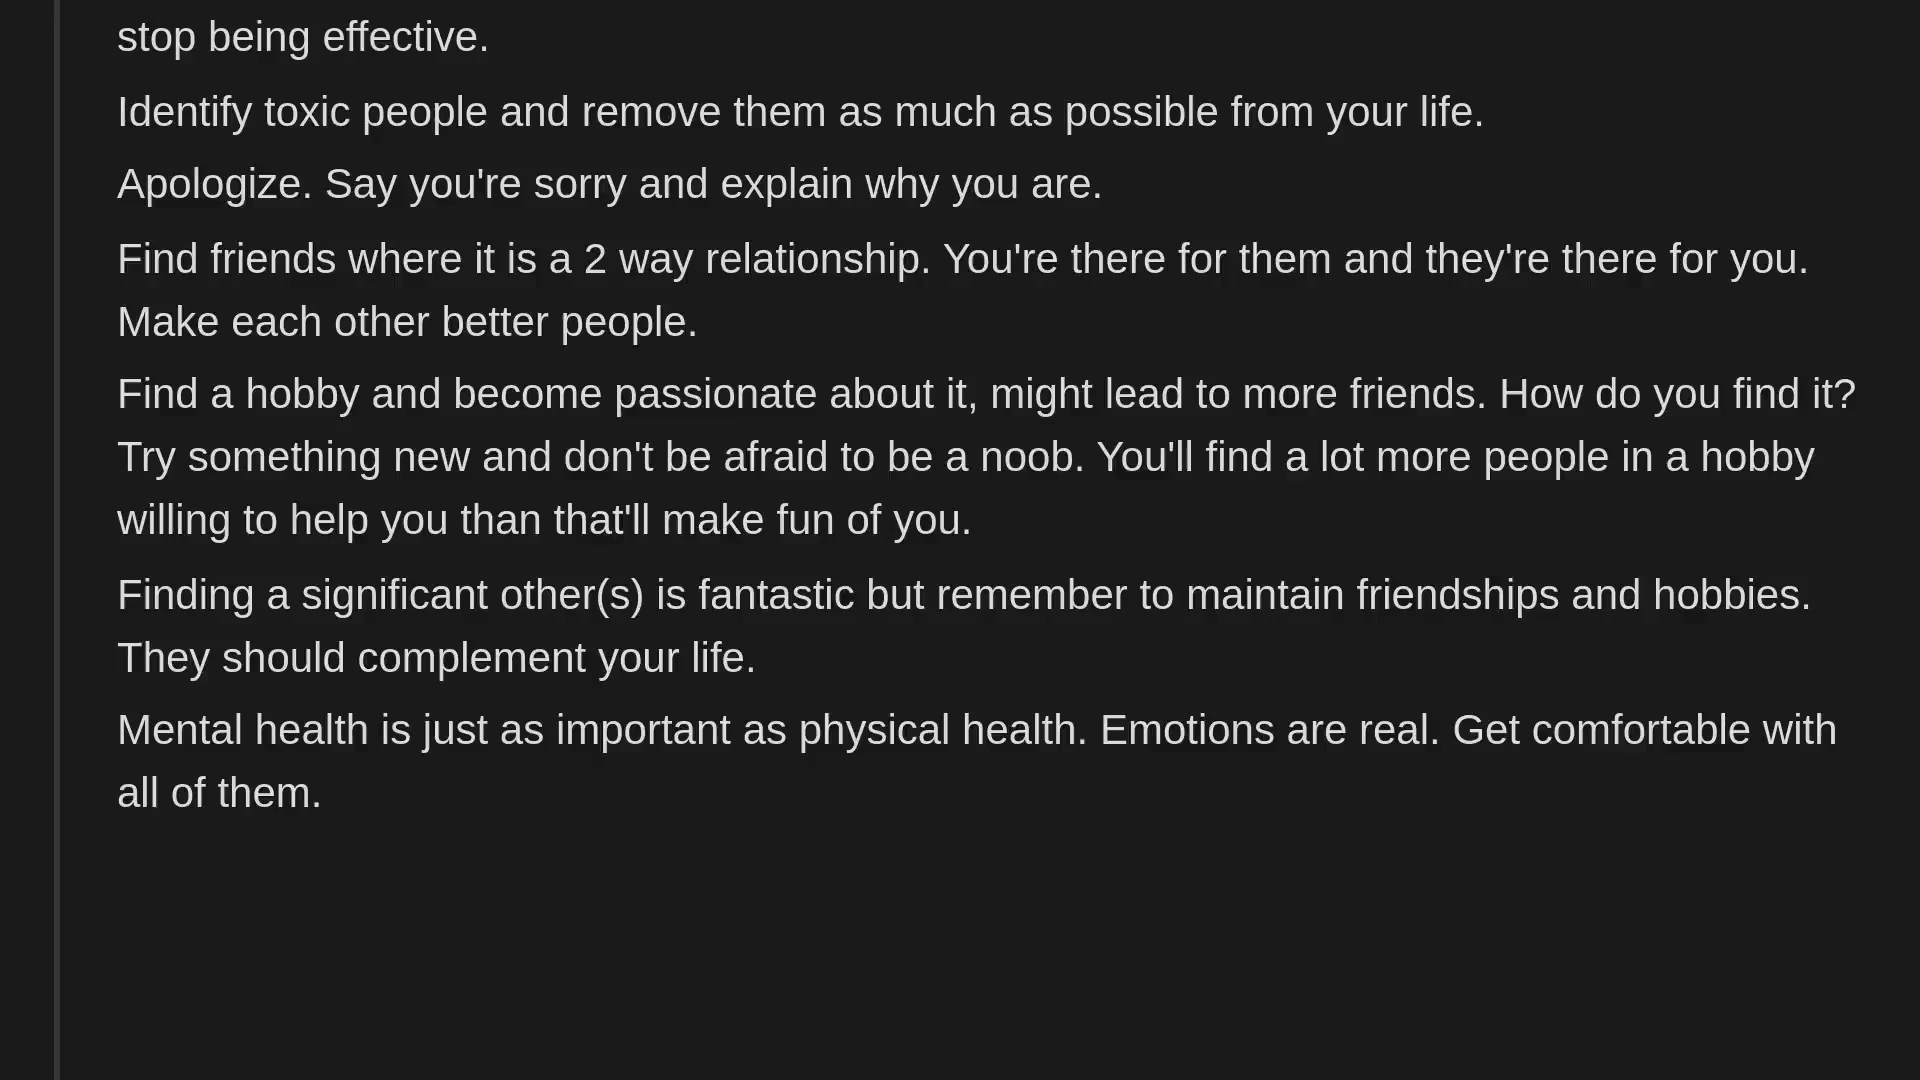 stop being effective.
Identify toxic people and remove them as much as possible from your life.
Apologize. Say you're sorry and explain why you are.
Find friends where it is a 2 way relationship. You're there for them and they're there for you.
Make each other better people.
Find a hobby and become passionate about it, might lead to more friends. How do you find it?
Try something new and don't be afraid to be a noob. You'll find a lot more people in a hobby
willing to help you than that'll make fun of you.
Finding a significant other(s) is fantastic but remember to maintain friendships and hobbies.
They should complement your life.
Mental health is just as important as physical health. Emotions are real. Get comfortable with
all of them.